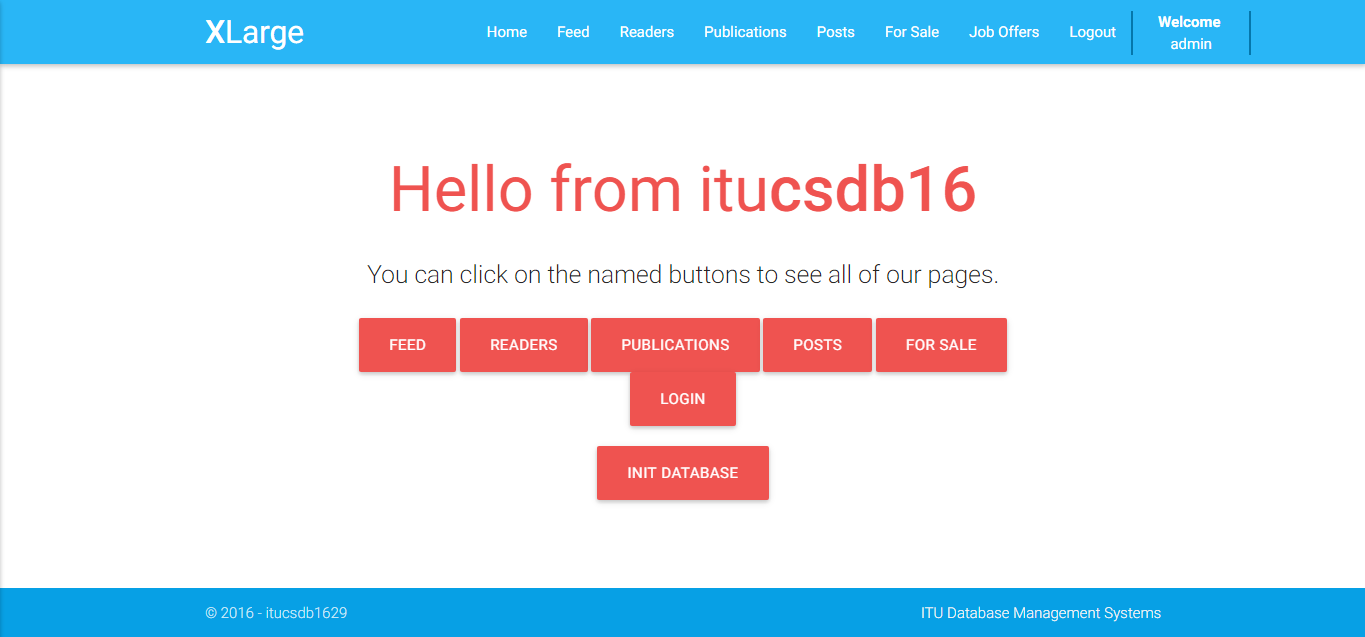 XLarge Home Feed Readers Publications Posts For Sale Job Offers Logout Welcome
admin
Hello from itucsdb16
You can click on the named buttons to see all of our pages.
FEED READERS PUBLICATIONS POSTS FOR SALE
LOGIN
INIT DATABASE
© 2016 - itucsdb1629 ITU Database Management Systems